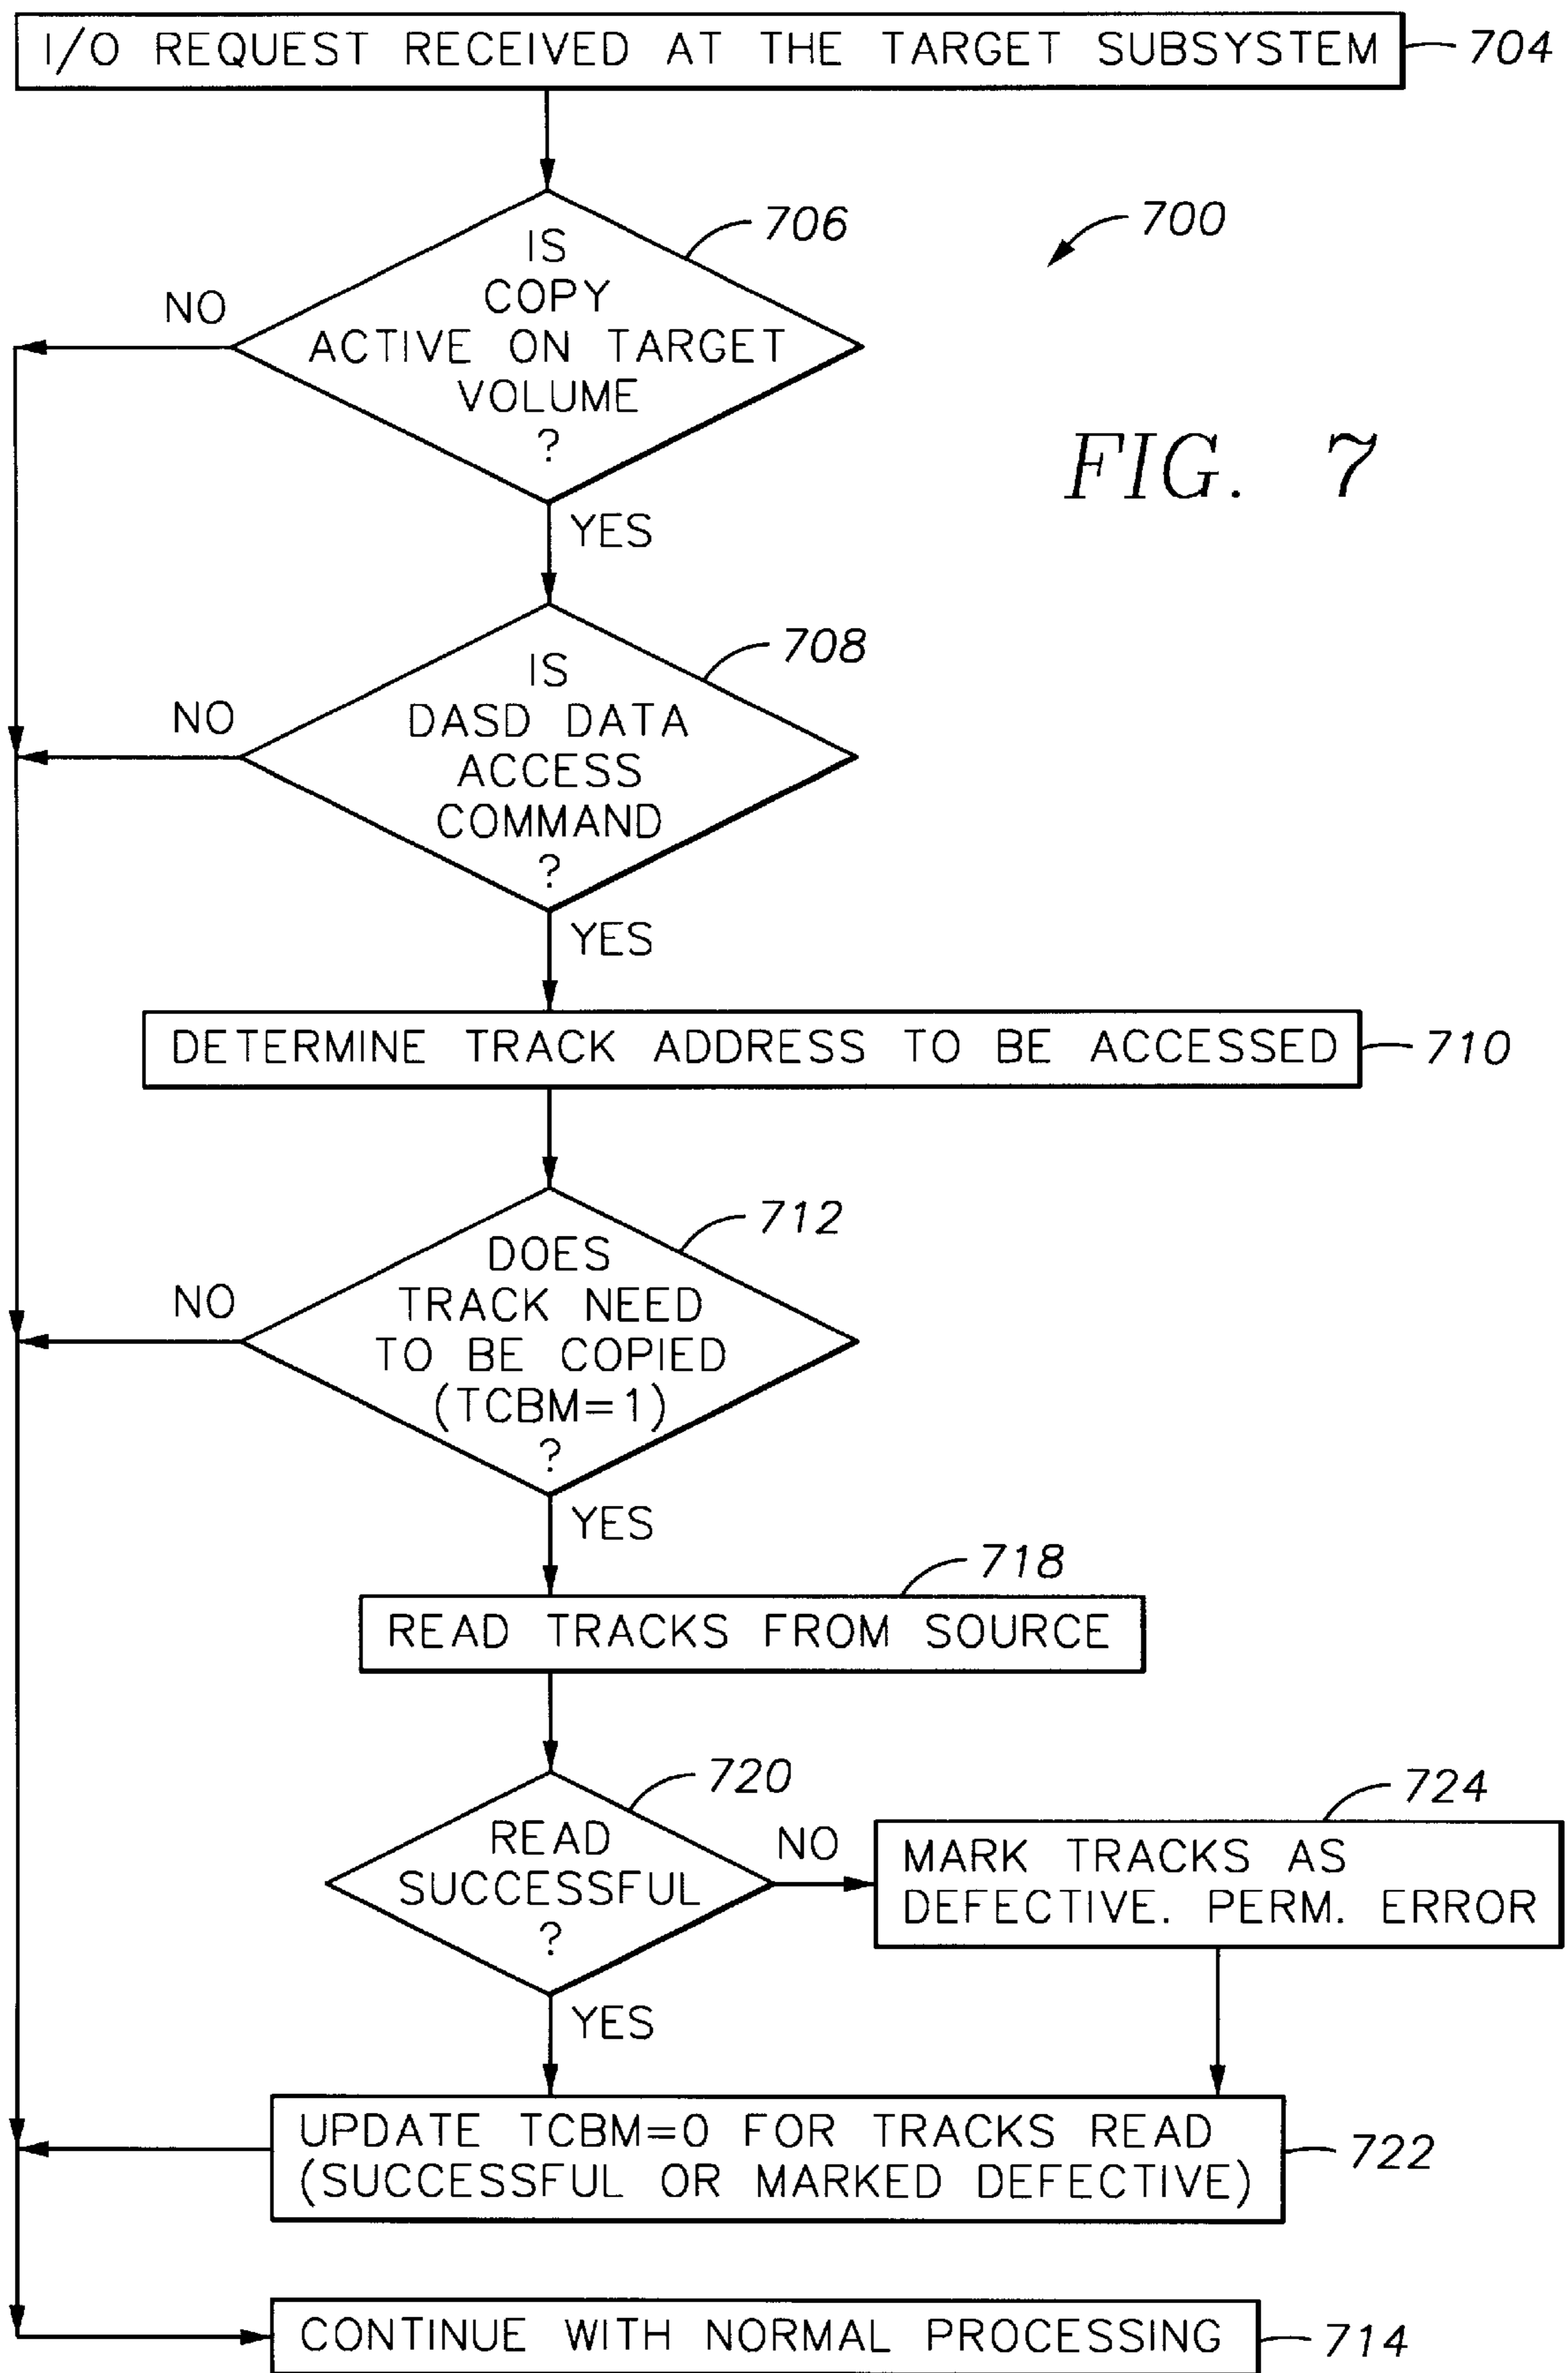 I/O REQUEST RECEIVED AT THE TARGET SUBSYSTEM
704
706
700
IS
COPY
ACTIVE ON TARGET
VOLUME
?
NO
FIG. 7
YES
708
IS
DASD DATA
ACCESS
COMMAND
?
NO
YES
DETERMINE TRACK ADDRESS TO BE ACCESSED
710
712
DOES
TRACK NEED
TO BE COPIED
(TCBM=1)
?
NO
YES
718
READ TRACKS FROM SOURCE
720
READ
SUCCESSFUL
?
NO
724
MARK TRACKS AS
DEFECTIVE. PERM. ERROR
YES
UPDATE TCBM=0 FOR TRACKS READ
(SUCCESSFUL OR MARKED DEFECTIVE)
722
CONTINUE WITH NORMAL PROCESSING
714